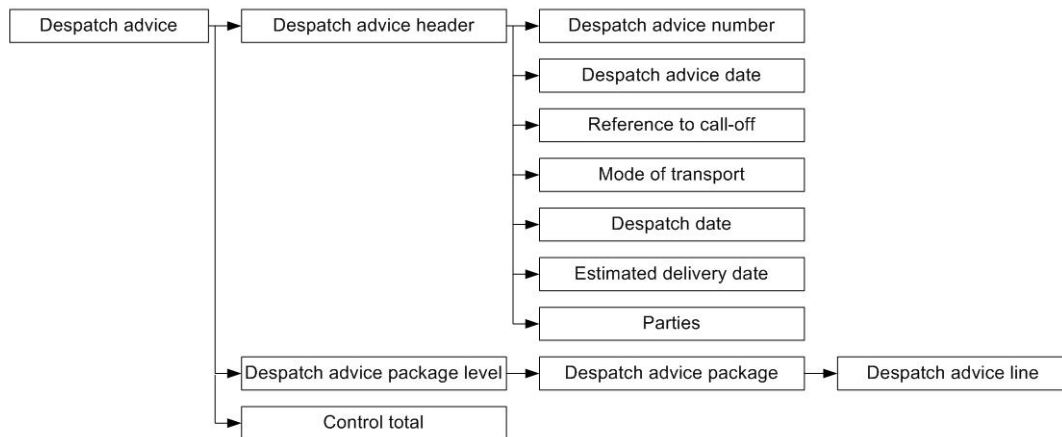 Despatch advice
Despatch advice header
Despatch advice number
Despatch advice date
Reference to call-off
Mode of transport
Despatch date
Estimated delivery date
Parties
Despatch advice package level
Despatch advice package
Despatch advice line
Control total